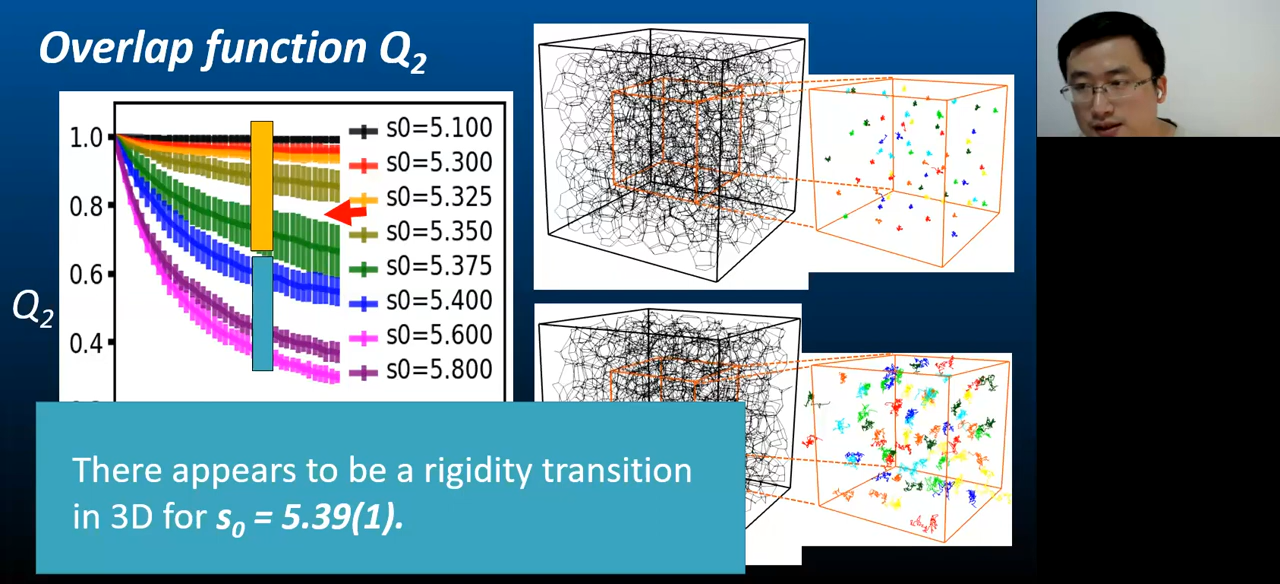 Overlap function Q2
1.0
0.8
0.6
0.4
Q2
s0=5.100
s0=5.300
s0=5.325
s0=5.350
s0=5.375
s0=5.400
s0=5.600
s0=5.800
There appears to be a rigidity transition
in 3D for s0 = 5.39(1).